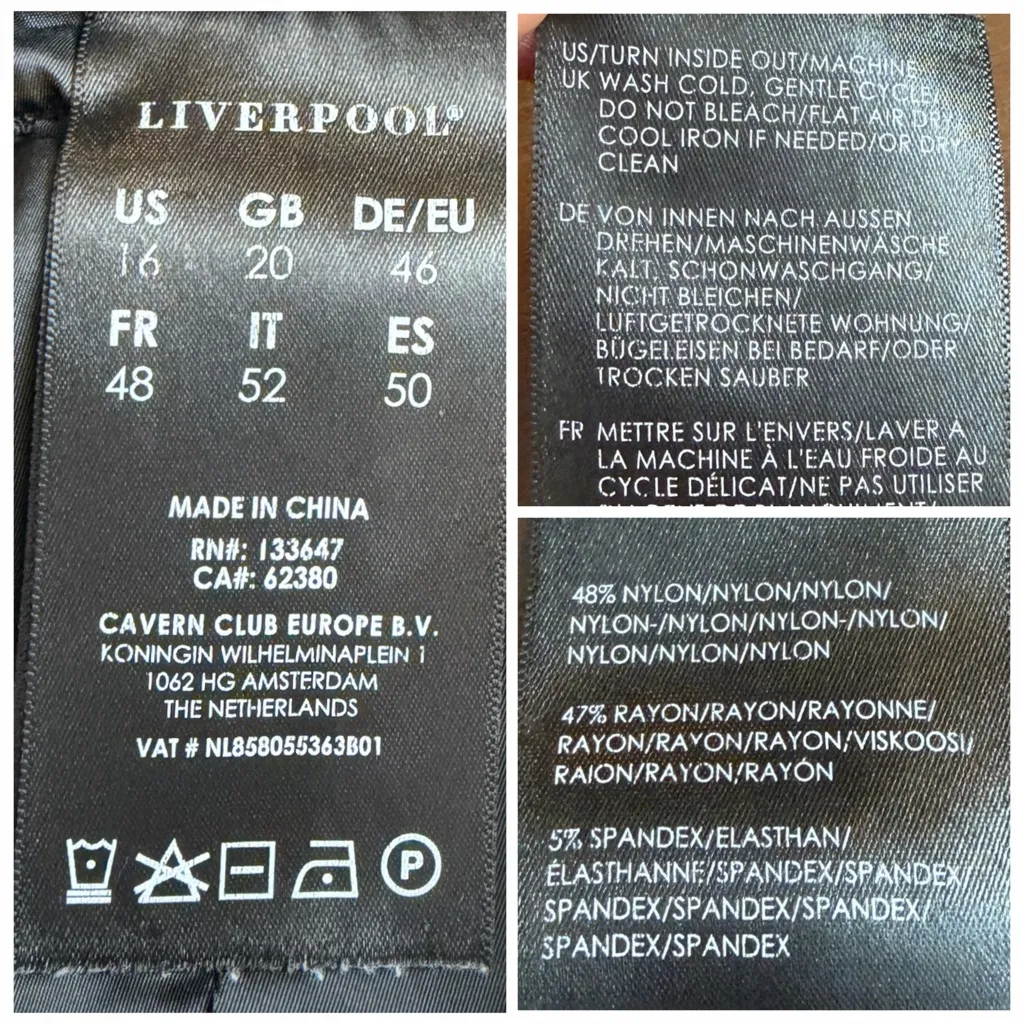 LIVERPOOL®
US GB DE/EU
16 20 46
FR IT ES
48 52 50
MADE IN CHINA
RN#: 133647
CA#: 62380
CAVERN CLUB EUROPE B.V.
KONINGIN WILHELMINAPLEIN 1
1062 HG AMSTERDAM
THE NETHERLANDS
VAT # NL858055363B01
P
US/TURN INSIDE OUT/MACHINE
UK WASH COLD, GENTLE CYCLE/
DO NOT BLEACH/FLAT AIR DRY
COOL IRON IF NEEDED/OR DRY
CLEAN
DE VON INNEN NACH AUSSEN
DREHEN/MASCHINENWÄSCHE
KALT, SCHONWASCHGANG/
NICHT BLEICHEN/
LUFTGETROCKNETE WOHNUNG/
BÜGELEISEN BEI BEDARF/ODER
TROCKEN SAUBER
FR METTRE SUR L'ENVERS/LAVER A
LA MACHINE À L'EAU FROIDE AU
CYCLE DÉLICAT/NE PAS UTILISER
48% NYLON/NYLON/NYLON/
NYLON-/NYLON/NYLON-/NYLON/
NYLON/NYLON/NYLON
47% RAYON/RAYON/RAYONNE/
RAYON/RAYON/RAYON/VISKOOSI/
RAION/RAYON/RAYÓN
5% SPANDEX/ELASTHAN/
ÉLASTHANNE/SPANDEX/SPANDEX/
SPANDEX/SPANDEX/SPANDEX/
SPANDEX/SPANDEX